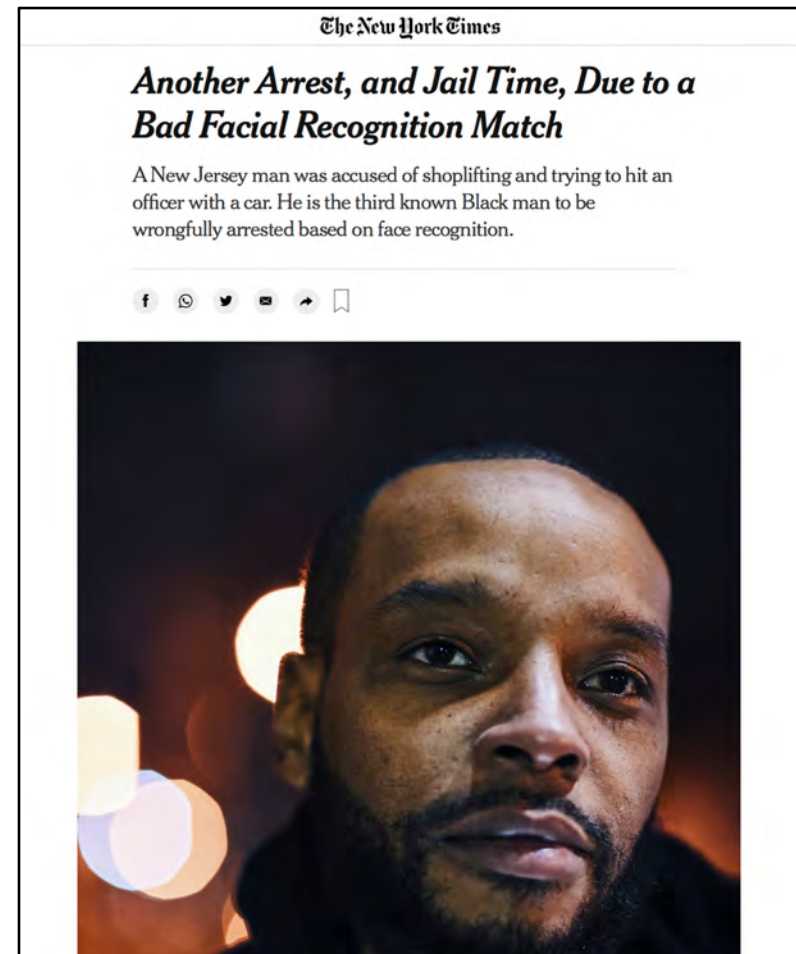 The New York Times
Another Arrest, and Jail Time, Due to a
Bad Facial Recognition Match
A New Jersey man was accused of shoplifting and trying to hit an
officer with a car. He is the third known Black man to be
wrongfully arrested based on face recognition.